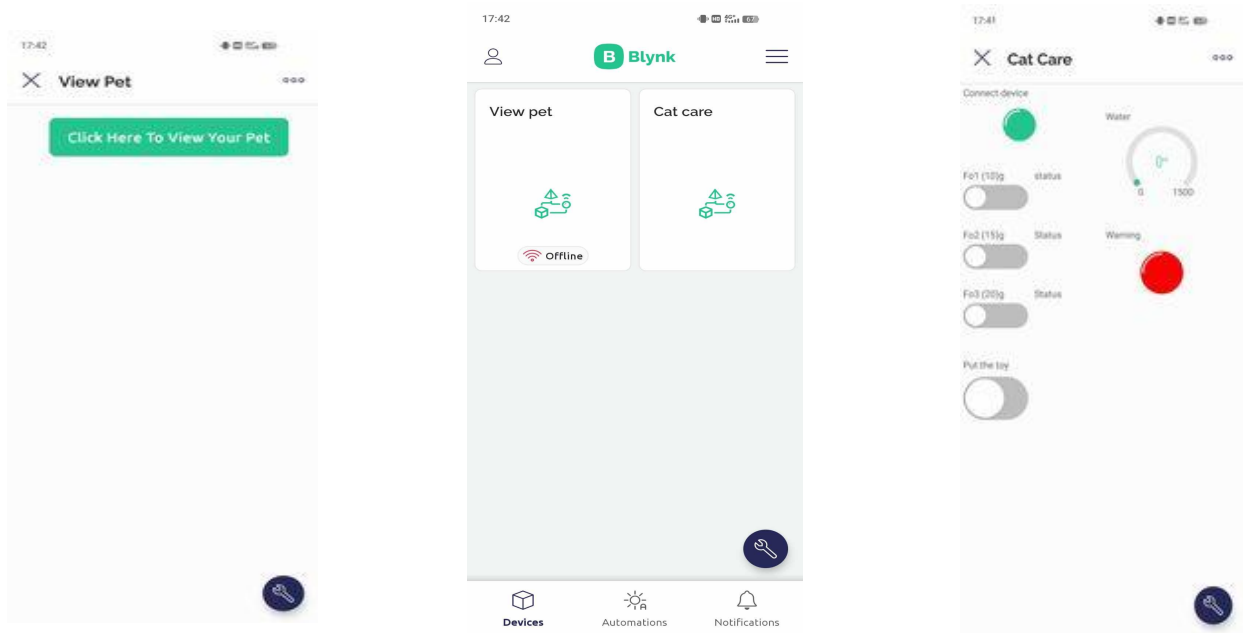 17:42
View Pet
Click Here To View Your Pet
17:42
67
B Blynk
View pet
Cat care
Offline
Devices
Automations
Notifications
17:41
Cat Care
Connect device
Water
0
0
1500
Fo1 (10)g
status
Fo2 (15)g
Status
Warning
Fo3 (20)g
Status
Put the toy